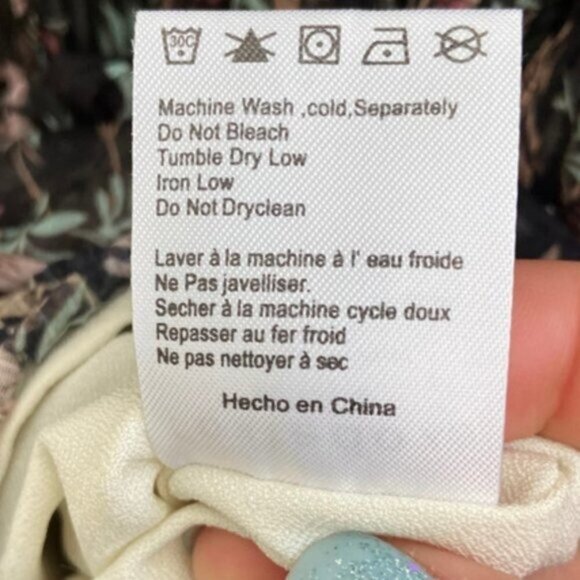 30C
Machine Wash ,cold,Separately
Do Not Bleach
Tumble Dry Low
Iron Low
Do Not Dryclean
Laver à la machine à l' eau froide
Ne Pas javelliser.
Secher à la machine cycle doux
Repasser au fer froid
Ne pas nettoyer à sec
Hecho en China